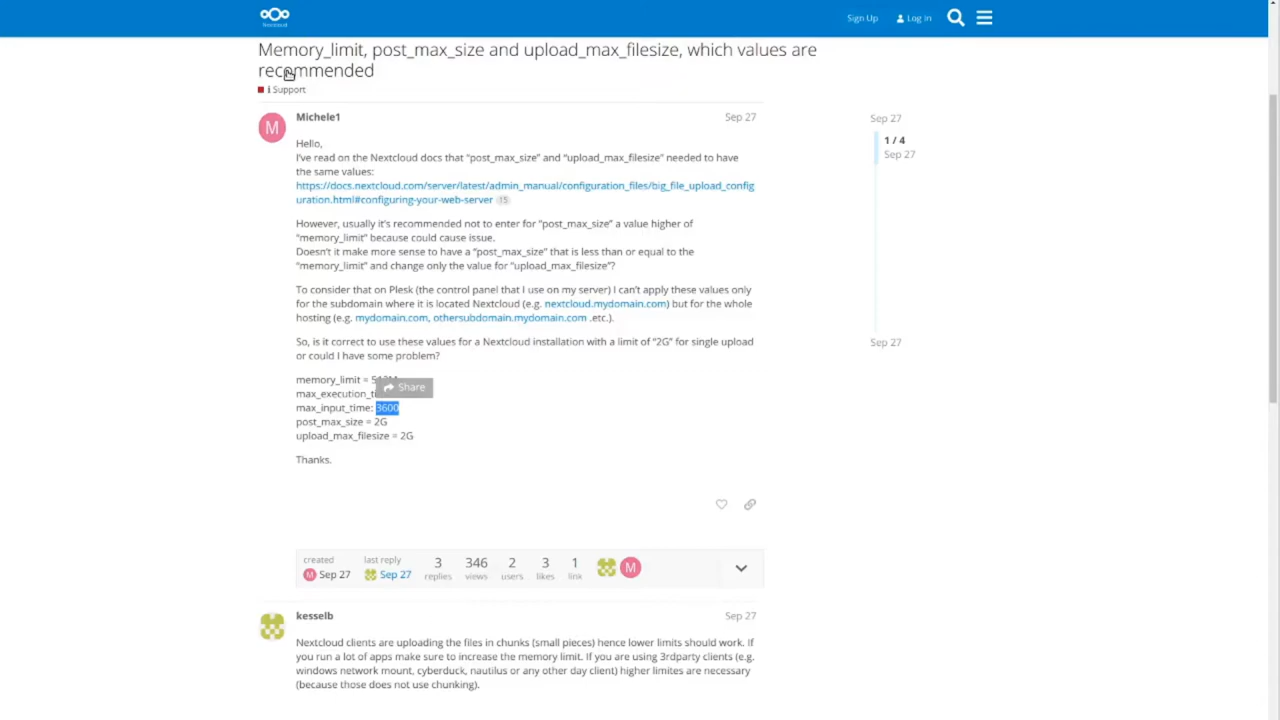 Nextcloud
Sign Up
Log In
Memory_limit, post_max_size and upload_max_filesize, which values are
recommended
Support
M
Michele1
Sep 27
Hello,
I've read on the Nextcloud docs that "post_max_size" and "upload_max_filesize" needed to have
the same values:
https://docs.nextcloud.com/server/latest/admin_manual/configuration_files/big_file_upload_config
uration.html#configuring-your-web-server 15
However, usually it's recommended not to enter for "post_max_size" a value higher of
"memory_limit" because could cause issue.
Doesn't it make more sense to have a "post_max_size" that is less than or equal to the
"memory_limit" and change only the value for "upload_max_filesize"?
To consider that on Plesk (the control panel that I use on my server) I can't apply these values only
for the subdomain where it is located Nextcloud (e.g. nextcloud.mydomain.com) but for the whole
hosting (e.g. mydomain.com, othersubdomain.mydomain.com .etc.).
So, is it correct to use these values for a Nextcloud installation with a limit of "2G" for single upload
or could I have some problem?
memory_limit =
Share
max_input_time: 3600
post_max_size = 2G
upload_max_filesize = 2G
Thanks.
Sep 27
1 / 4
Sep 27
Sep 27
created
M Sep 27
last reply
Sep 27
3
replies
346
views
2
users
3
likes
1
link
M
kesselb
Sep 27
Nextcloud clients are uploading the files in chunks (small pieces) hence lower limits should work. If
you run a lot of apps make sure to increase the memory limit. If you are using 3rdparty clients (e.g.
windows network mount, cyberduck, nautilus or any other day client) higher limites are necessary
(because those does not use chunking).